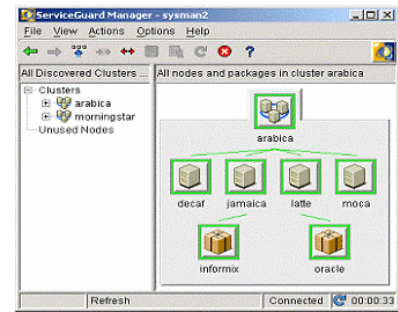 ServiceGuard Manager - sysman2
File View Actions Options Help
All Discovered Clusters ... All nodes and packages in cluster arabica
Clusters
arabica
morningstar
Unused Nodes
arabica
decaf jamaica latte moca
informix oracle
Refresh Connected 00:00:33